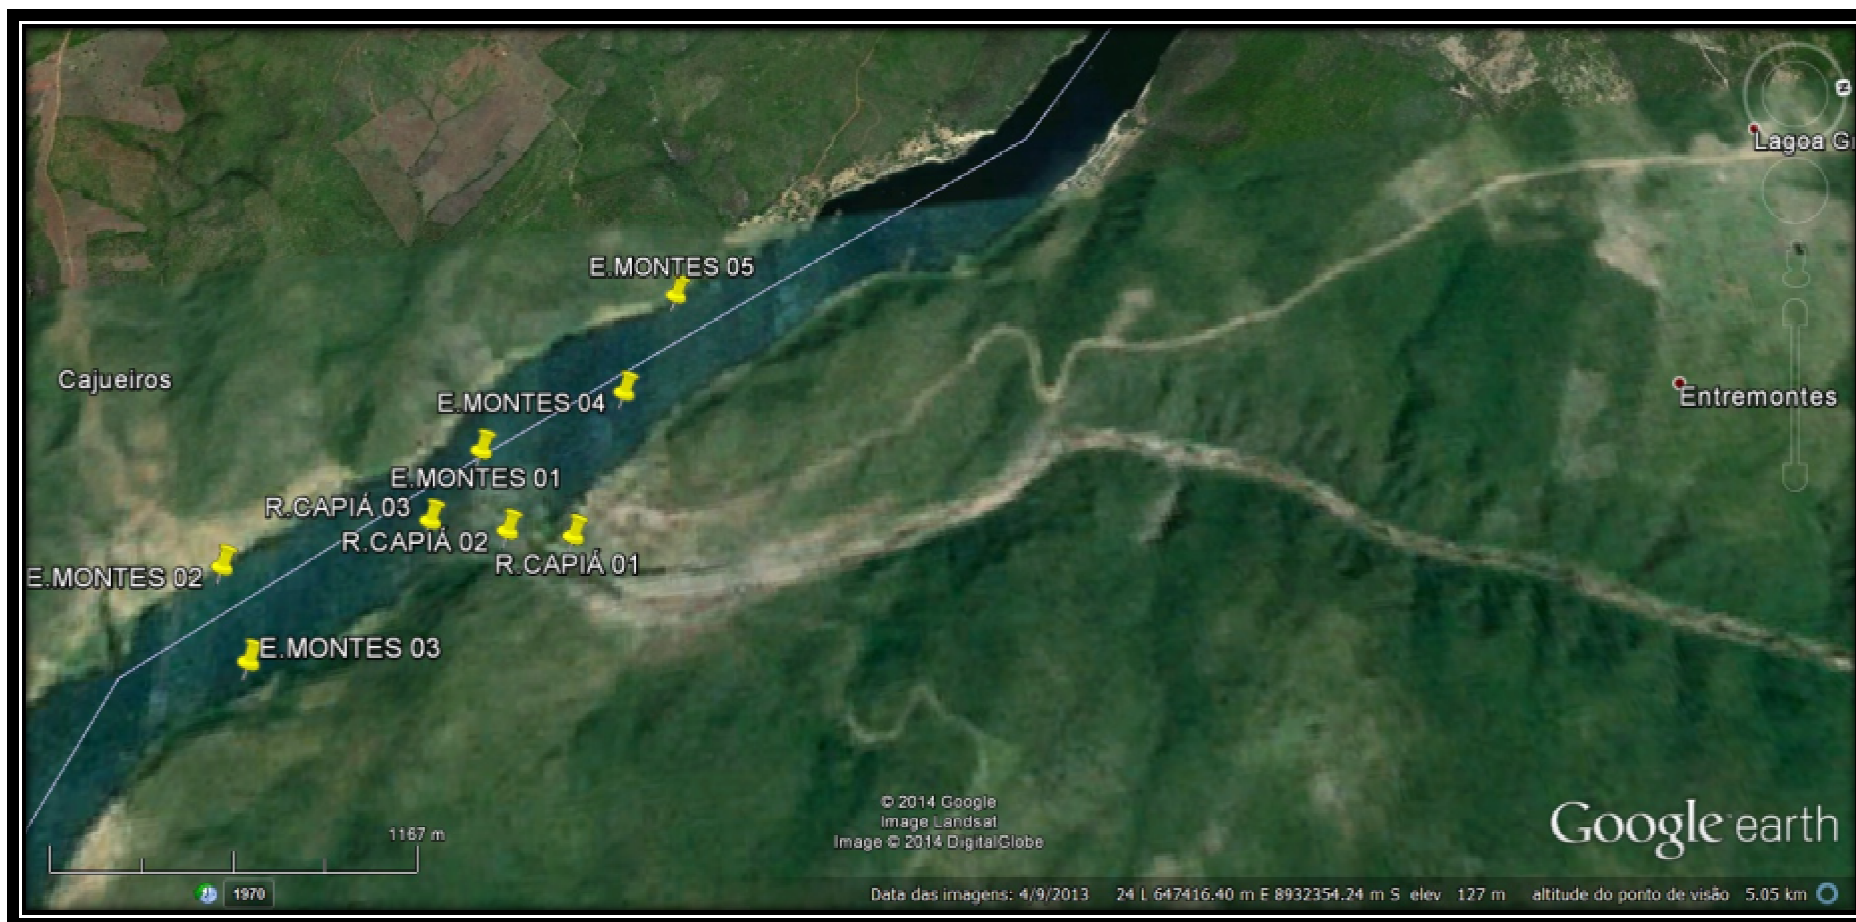 Lagoa G
E.MONTES 05
Cajueiros
E.MONTES 04
Entremontes
E.MONTES 01
R.CAPIÁ 03
R.CAPIÁ 02
R.CAPIÁ 01
E.MONTES 02
E.MONTES 03
© 2014 Google
Image Landsat
Image © 2014 DigitalGlobe
Google earth
1167 m
1970
Data das imagens: 4/9/2013 24 L 647416.40 m E 8932354.24 m S elev 127 m altitude do ponto de visão 5.05 km